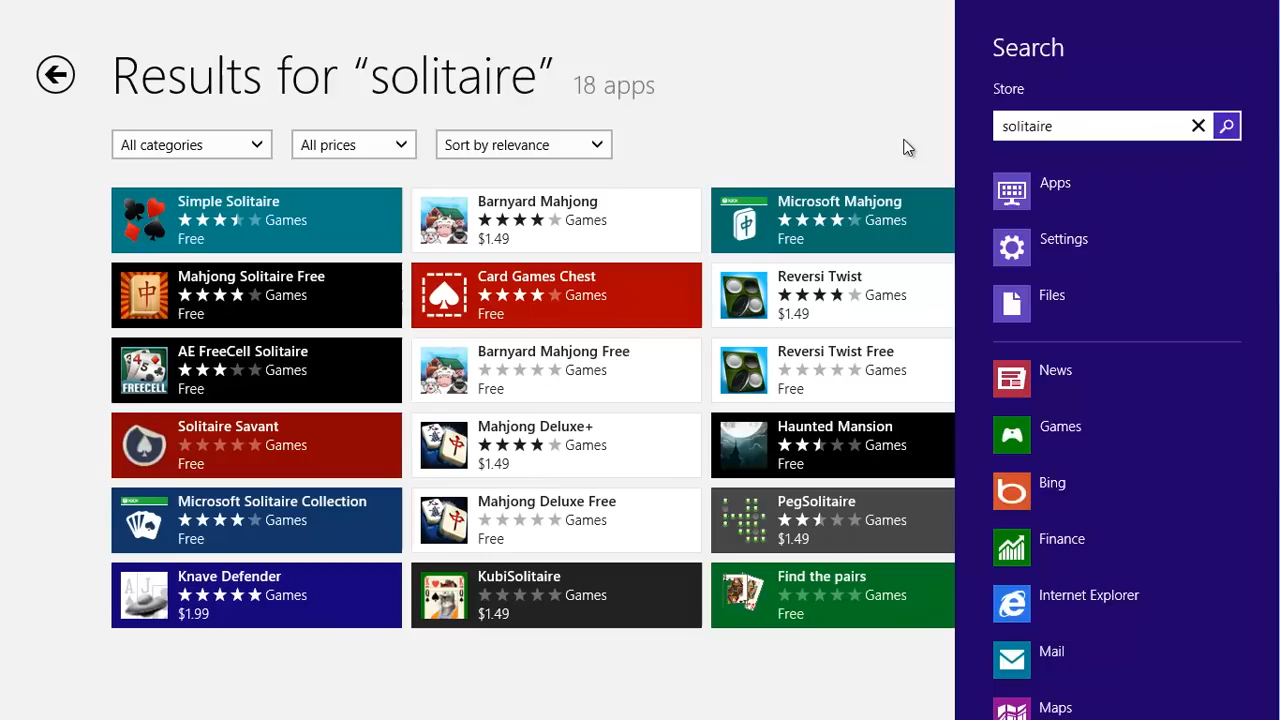 Results for “solitaire” 18 apps
All categories
All prices
Sort by relevance
Simple Solitaire
Games
Free
Mahjong Solitaire Free
Games
Free
AE FreeCell Solitaire
Games
FREECELL
Free
Solitaire Savant
Games
Free
Microsoft Solitaire Collection
Games
Free
Knave Defender
Games
$1.99
Barnyard Mahjong
Games
$1.49
Card Games Chest
Games
Free
Barnyard Mahjong Free
Games
Free
Mahjong Deluxe+
Games
$1.49
Mahjong Deluxe Free
Games
Free
KubiSolitaire
Games
$1.49
Microsoft Mahjong
Games
Free
Reversi Twist
Games
$1.49
Reversi Twist Free
Games
Free
Haunted Mansion
Games
Free
PegSolitaire
Games
$1.49
Find the pairs
Games
Free
Search
Store
solitaire
Apps
Settings
Files
News
Games
Bing
Finance
Internet Explorer
Mail
Maps